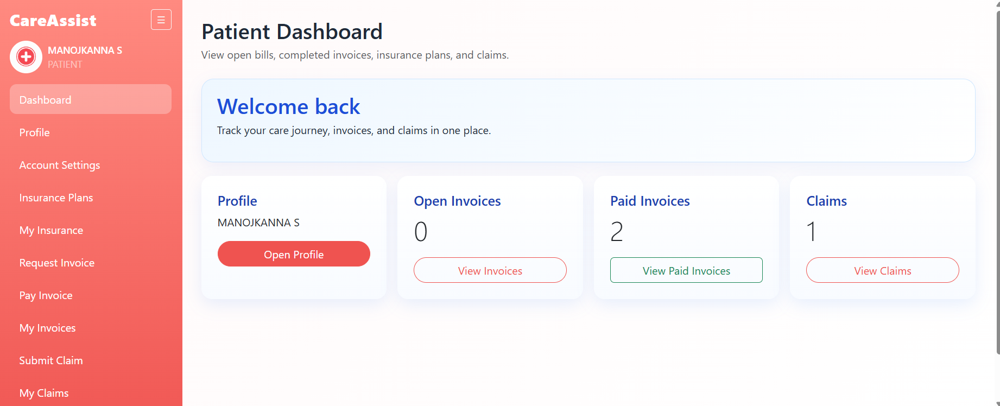 CareAssist
MANOJKANNA S
PATIENT
Dashboard
Profile
Account Settings
Insurance Plans
My Insurance
Request Invoice
Pay Invoice
My Invoices
Submit Claim
My Claims
Patient Dashboard
View open bills, completed invoices, insurance plans, and claims.
Welcome back
Track your care journey, invoices, and claims in one place.
Profile
MANOJKANNA S
Open Profile
Open Invoices
0
View Invoices
Paid Invoices
2
View Paid Invoices
Claims
1
View Claims